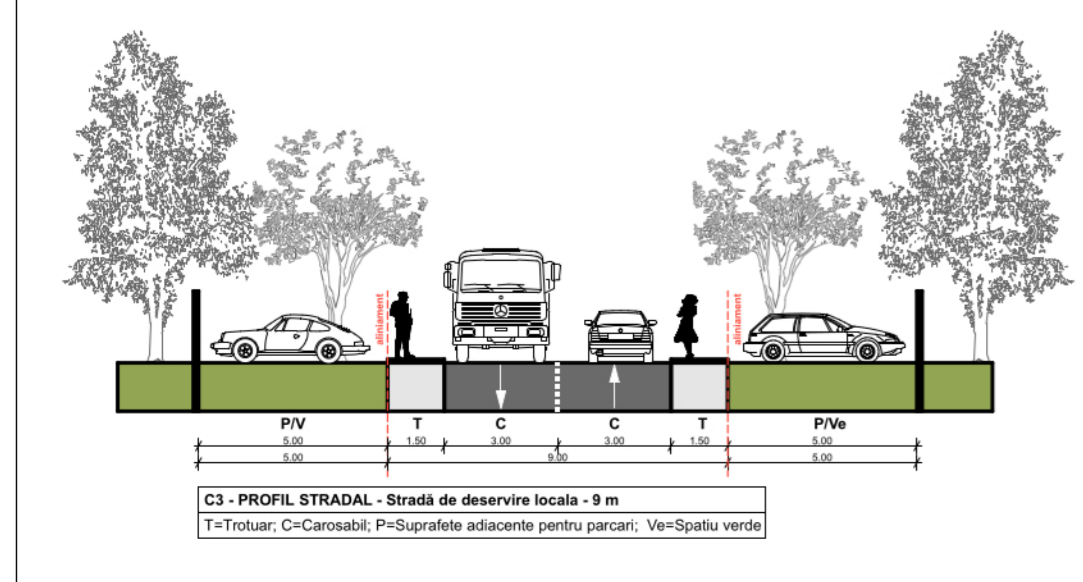 aliniament
aliniament
P/V T C C T P/Ve
5.00 1.50 3.00 3.00 1.50 5.00
5.00 9.00 5.00
C3 - PROFIL STRADAL - Stradă de deservire locala - 9 m
T=Trotuar; C=Carosabil; P=Suprafete adiacente pentru parcari; Ve=Spatiu verde